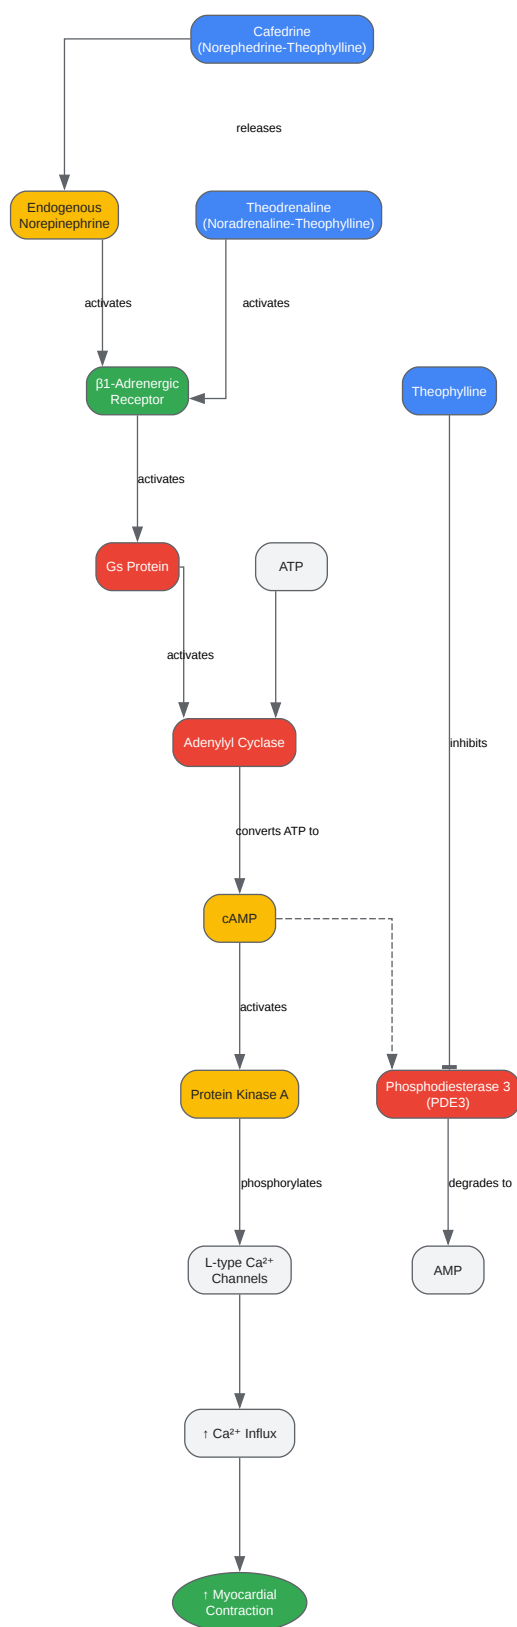 Cafedrine
(Norephedrine-Theophylline)
releases
Endogenous
Norepinephrine
Theodrenaline
(Noradrenaline-Theophylline)
activates
activates
β1-Adrenergic
Receptor
Theophylline
activates
Gs Protein
ATP
activates
Adenylyl Cyclase
inhibits
converts ATP to
cAMP
activates
Protein Kinase A
Phosphodiesterase 3
(PDE3)
phosphorylates
degrades to
L-type Ca²⁺
Channels
AMP
↑ Ca²⁺ Influx
↑ Myocardial
Contraction